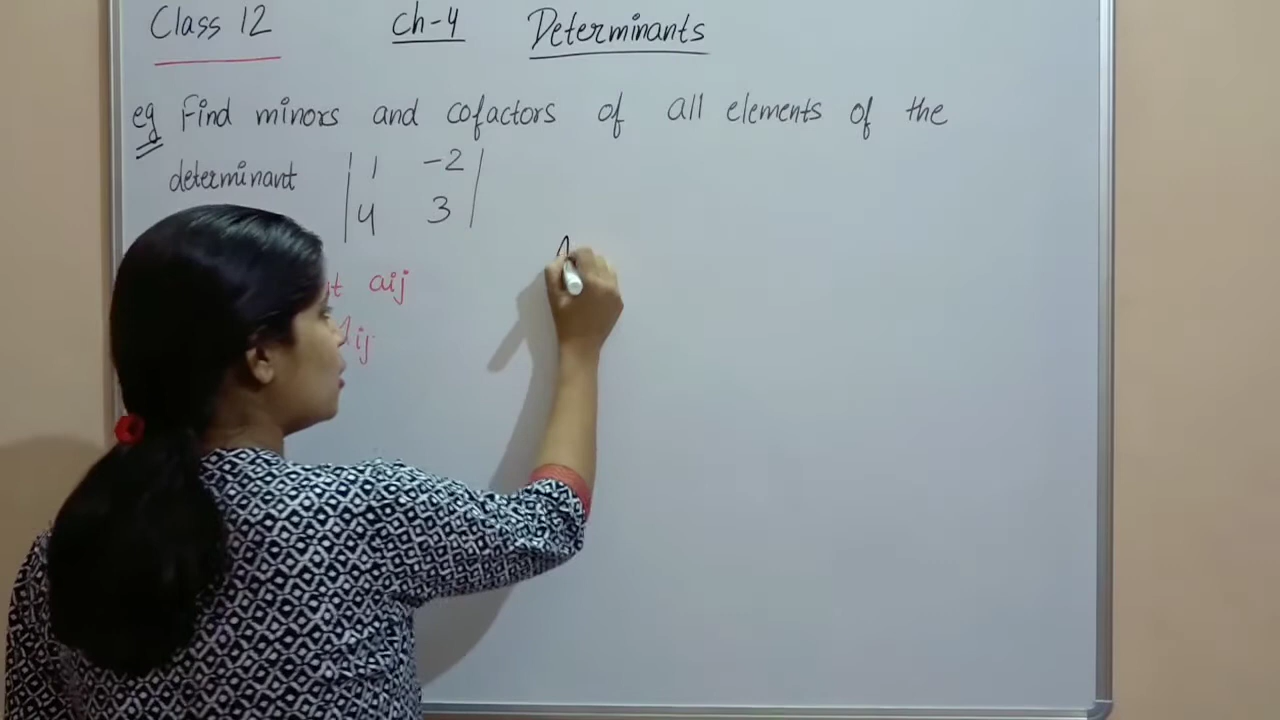 Class 12 Ch-4 Determinants
eg Find minors and cofactors of all elements of the
determinant | 1 -2 |
| 4 3 |
aij